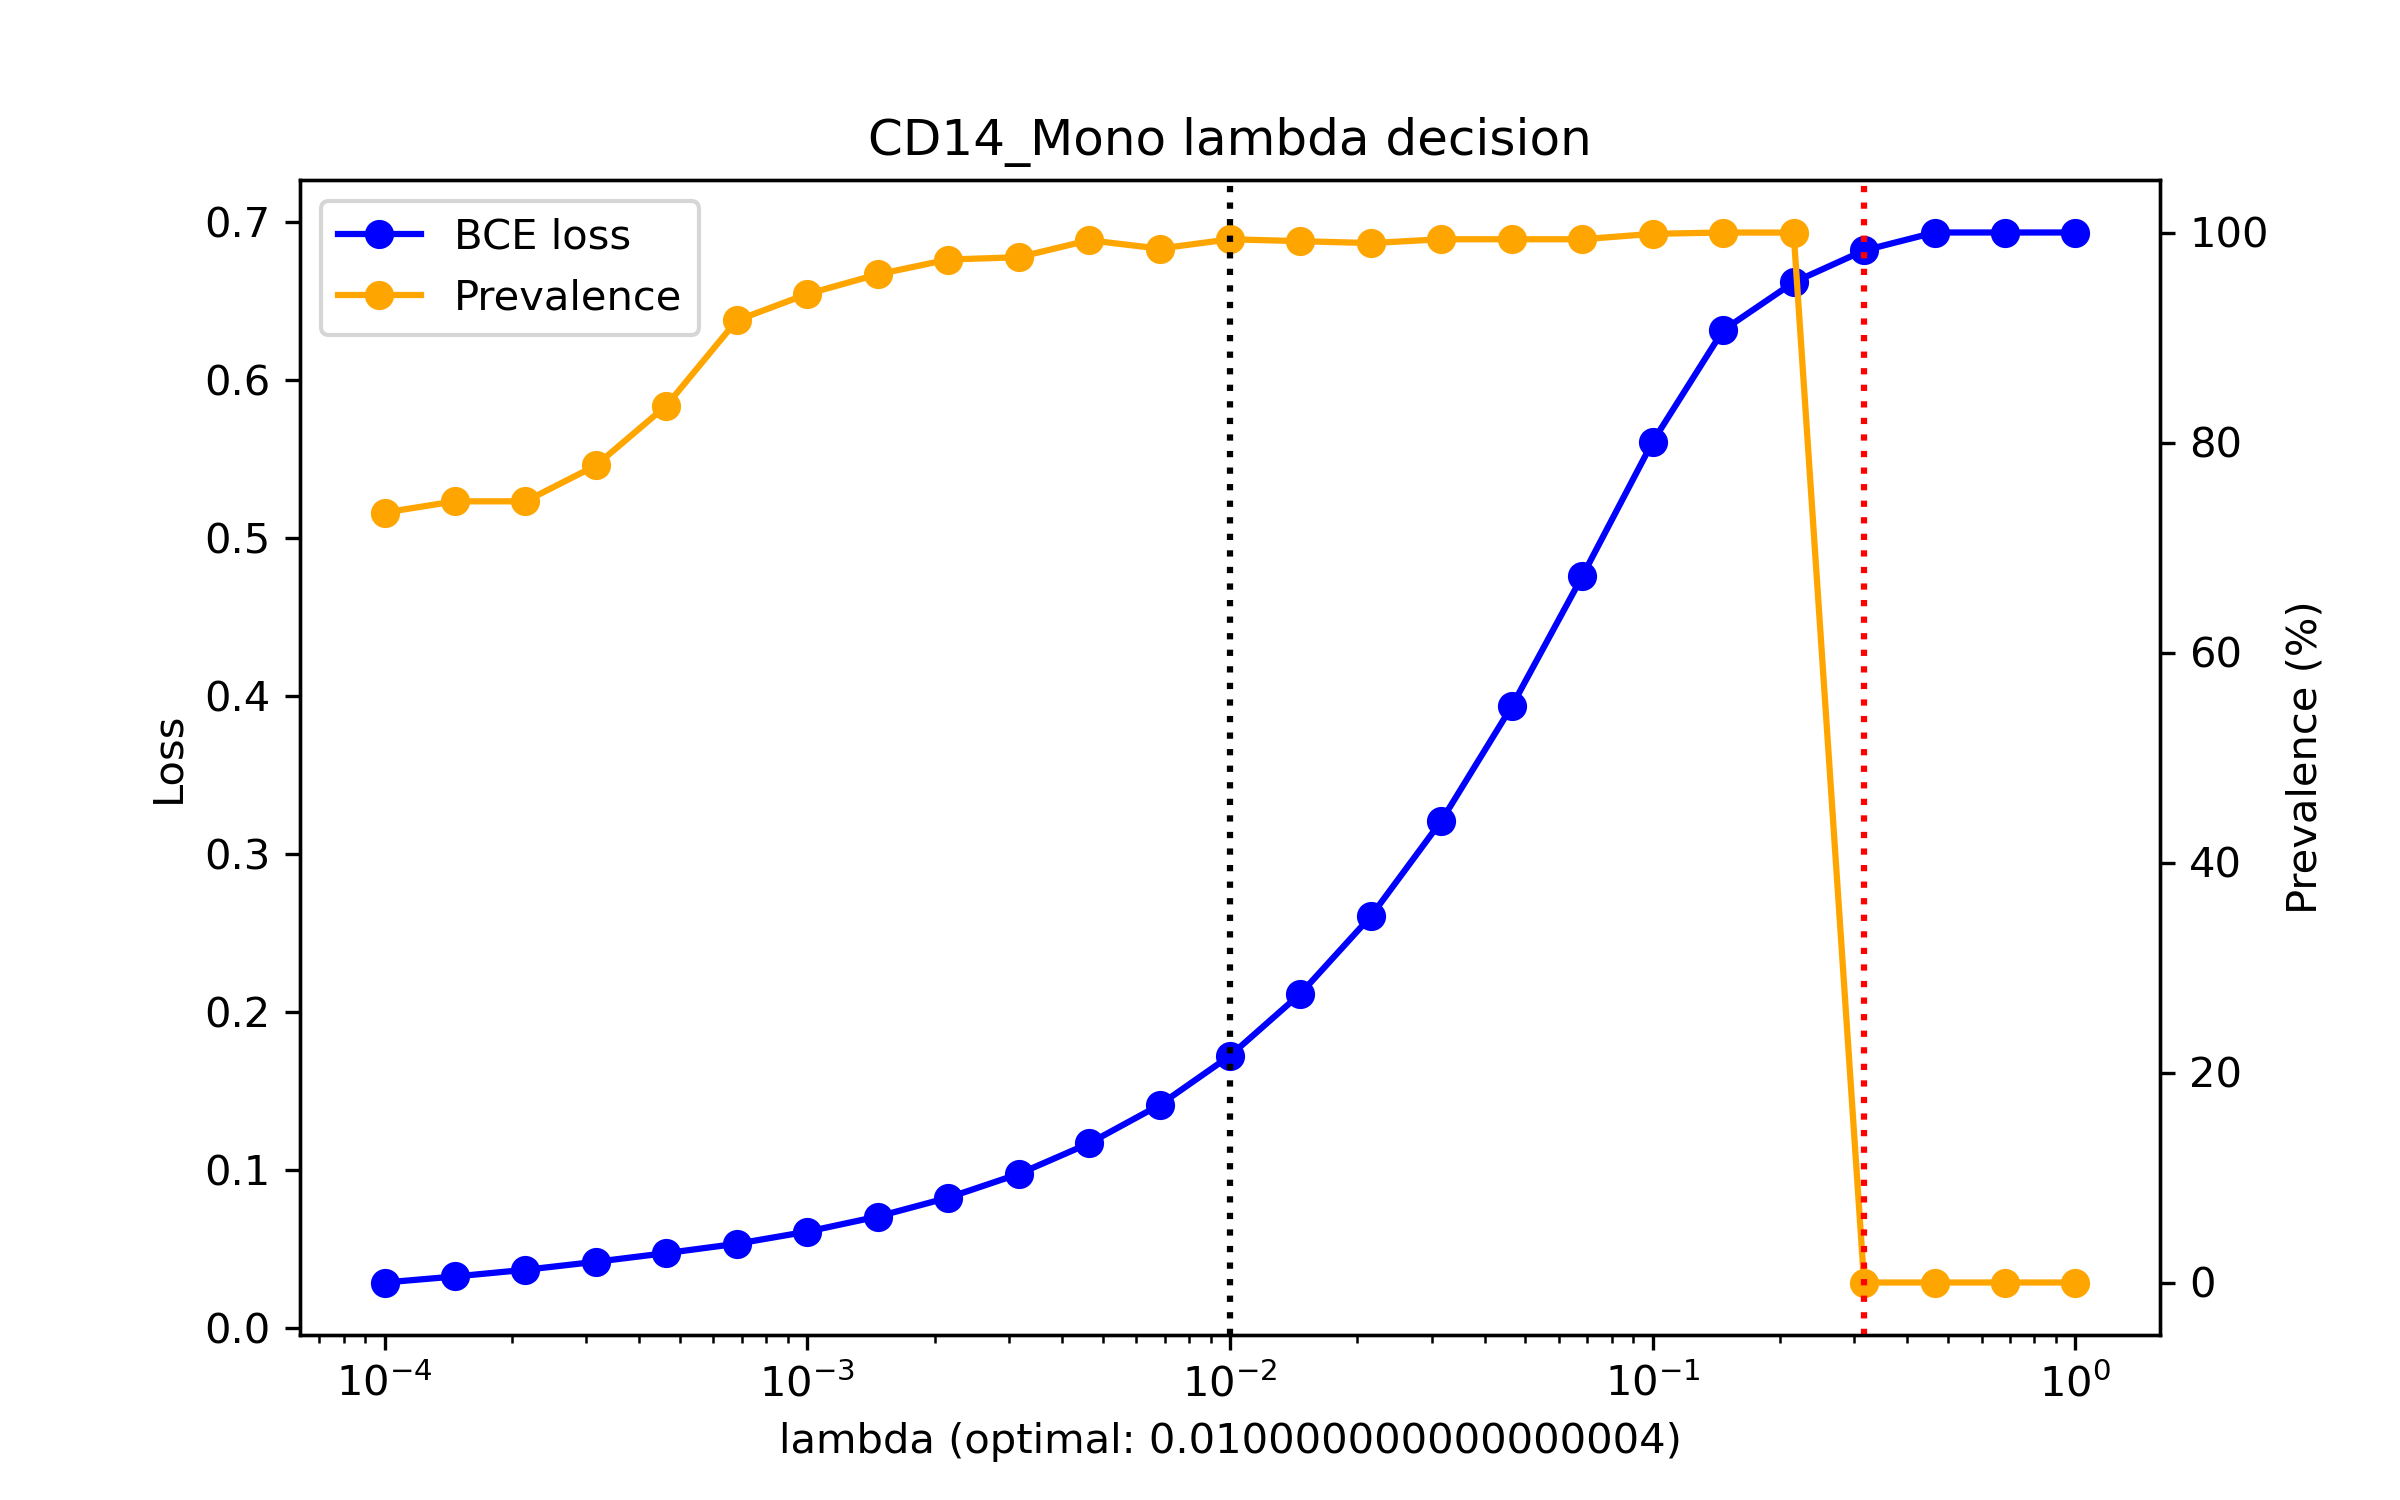 CD14_Mono lambda decision
BCE loss
Prevalence
0.7
0.6
0.5
0.4
0.3
0.2
0.1
0.0
Loss
100
80
60
40
20
0
Prevalence (%)
10⁻⁴ 10⁻³ 10⁻² 10⁻¹ 10⁰
lambda (optimal: 0.010000000000000004)